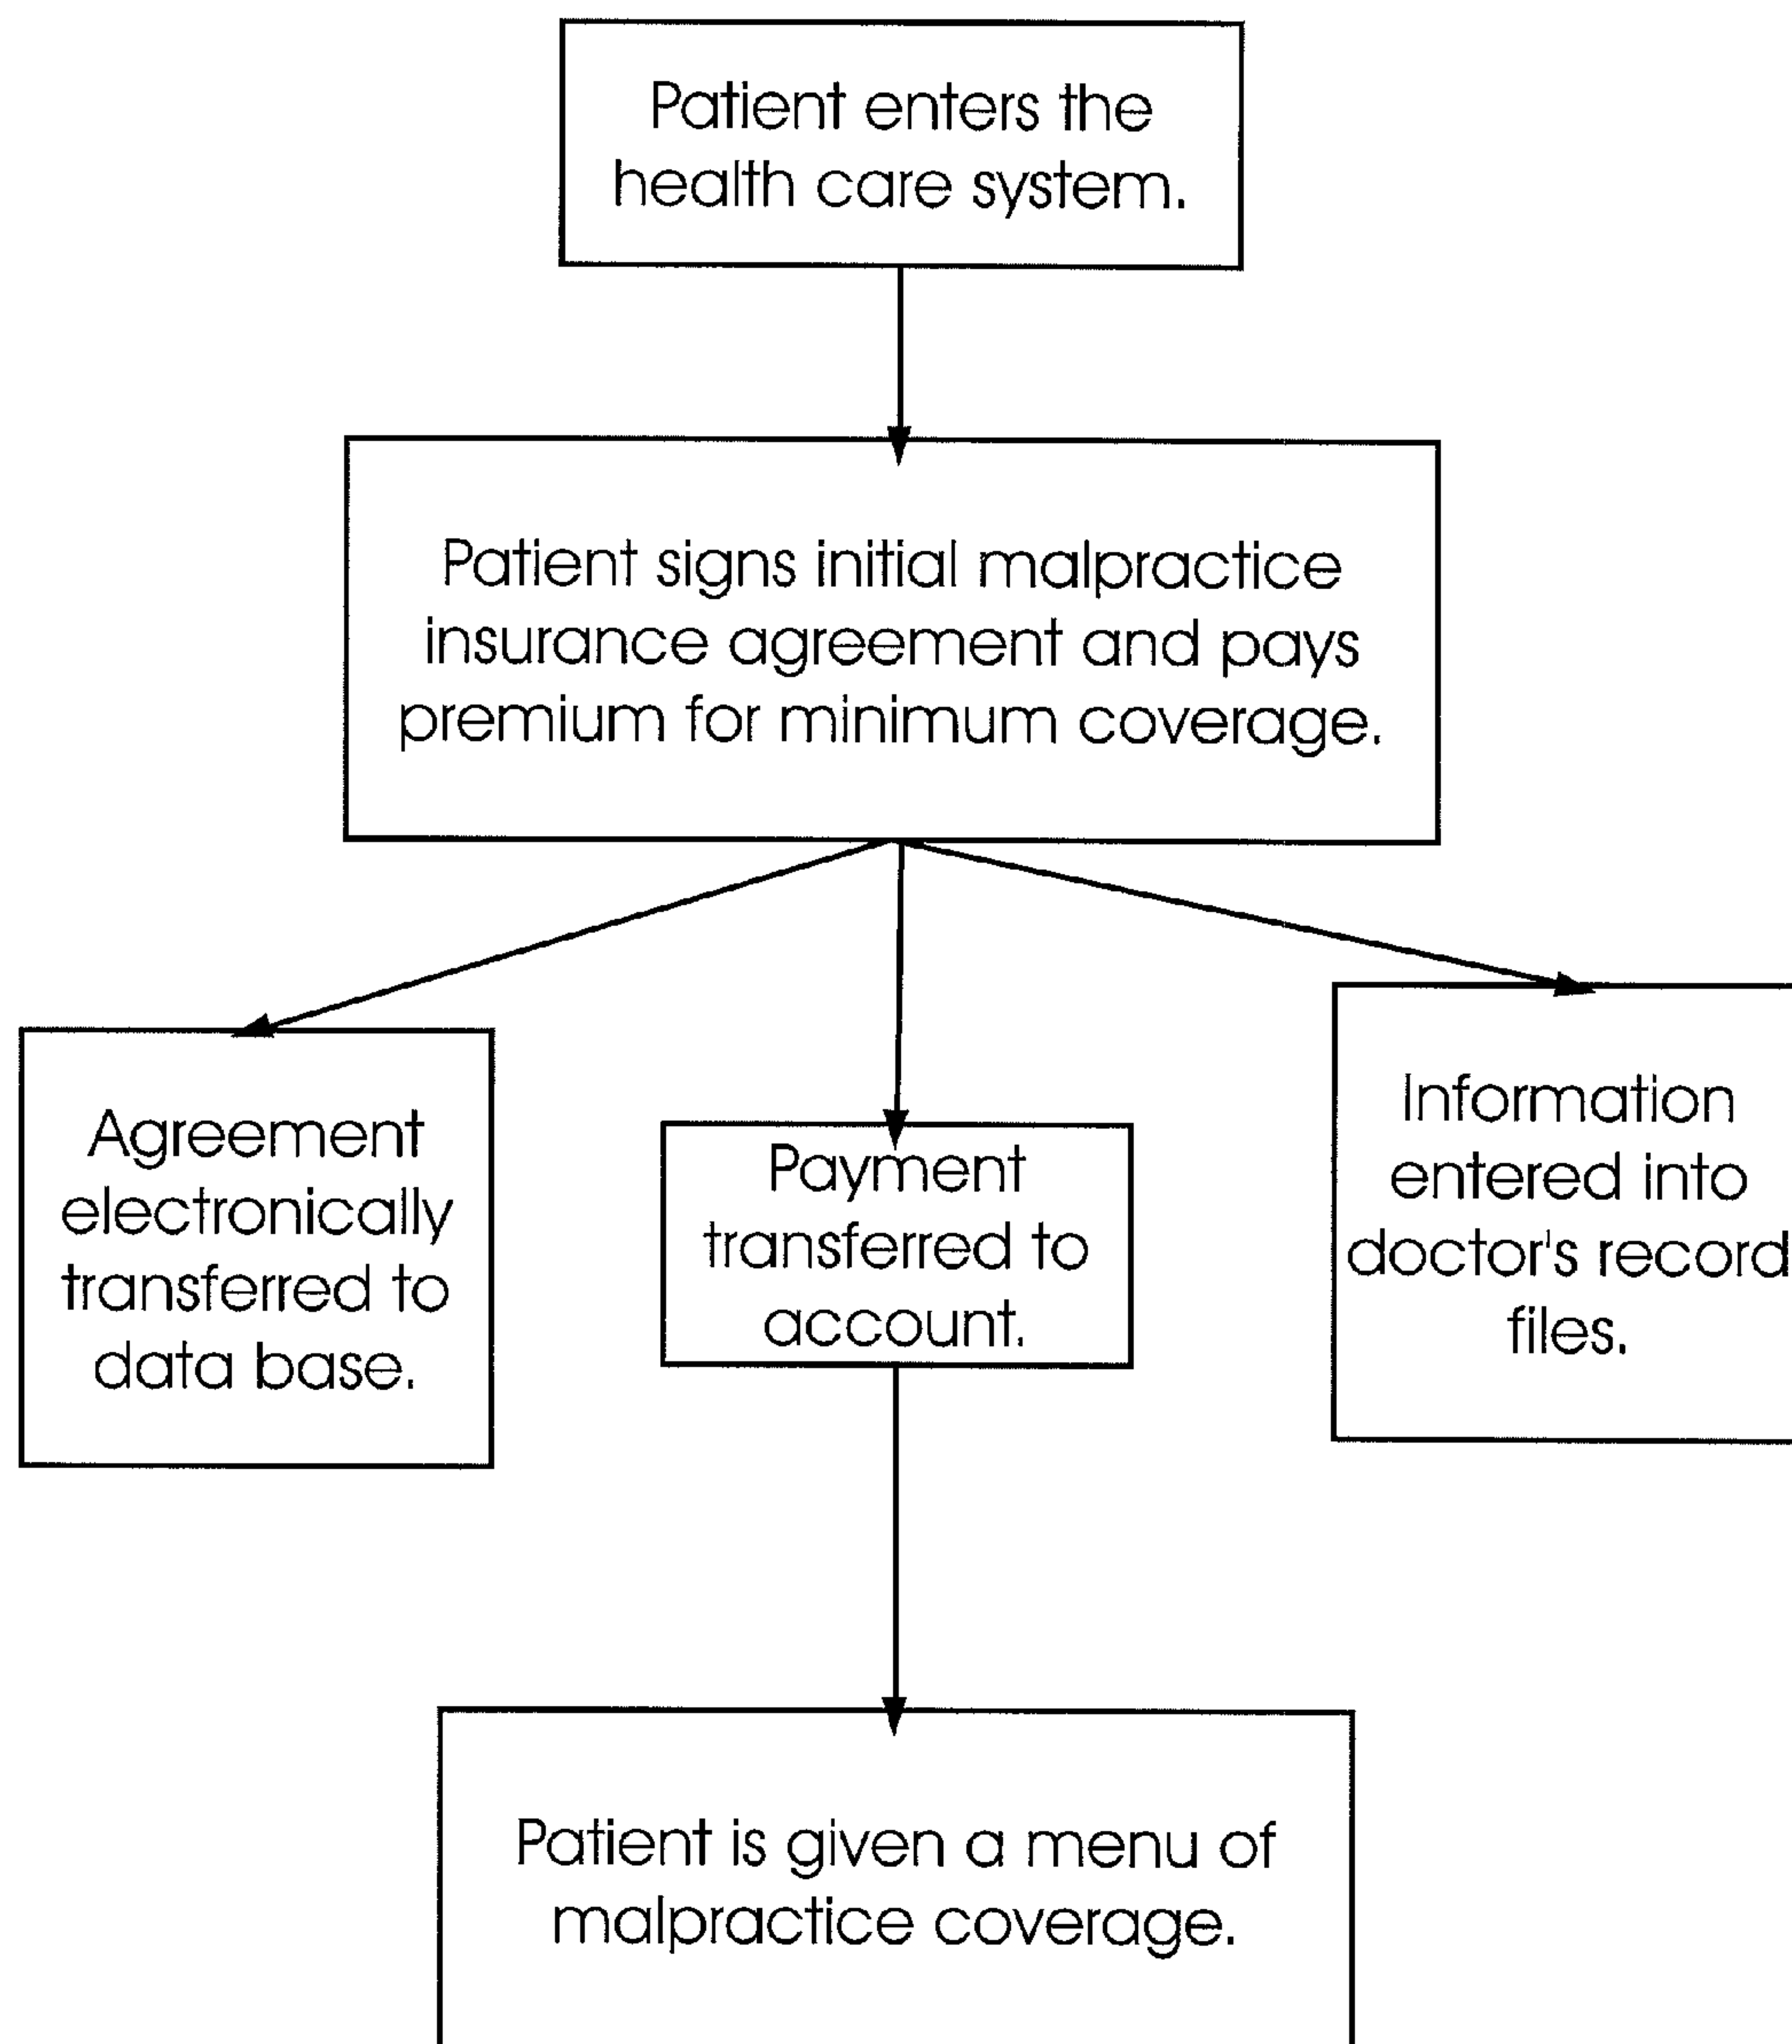 Patient enters the
health care system.
Patient signs initial malpractice
insurance agreement and pays
premium for minimum coverage.
Agreement
electronically
transferred to
data base.
Payment
transferred to
account.
Information
entered into
doctor's record
files.
Patient is given a menu of
malpractice coverage.